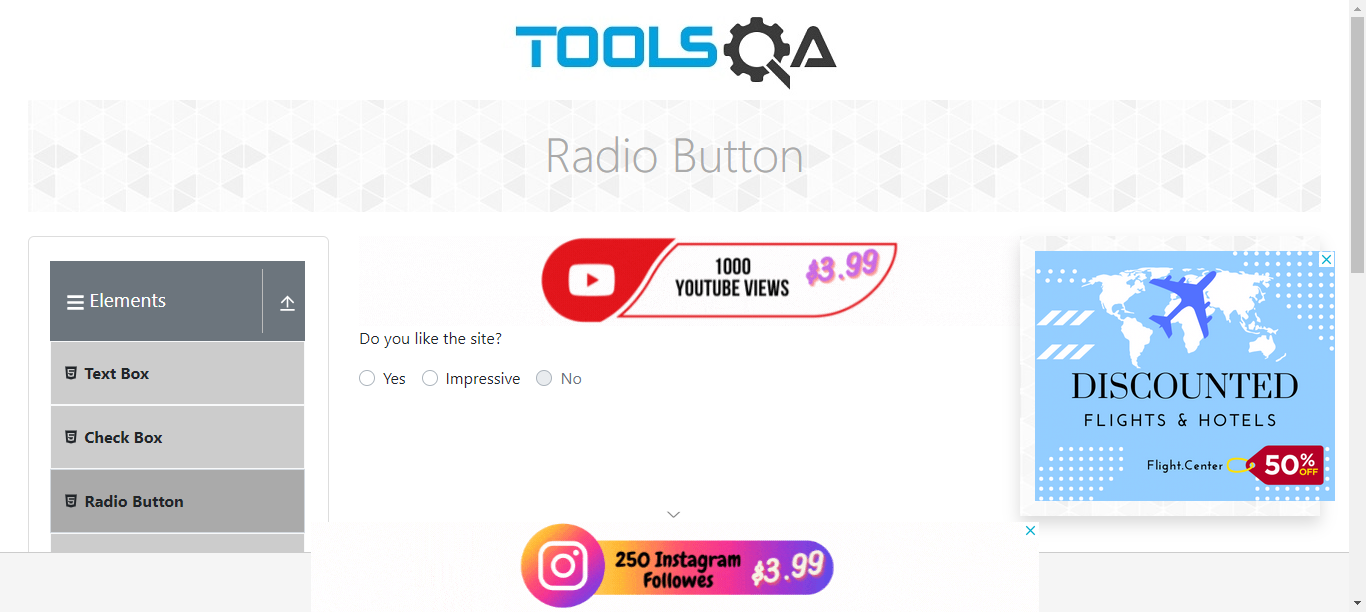 TOOLSQA
Radio Button
Elements
Text Box
Check Box
Radio Button
1000
YOUTUBE VIEWS
$3.99
Do you like the site?
Yes Impressive No
DISCOUNTED
FLIGHTS & HOTELS
Flight.Center
50% OFF
250 Instagram
Followes
$3.99